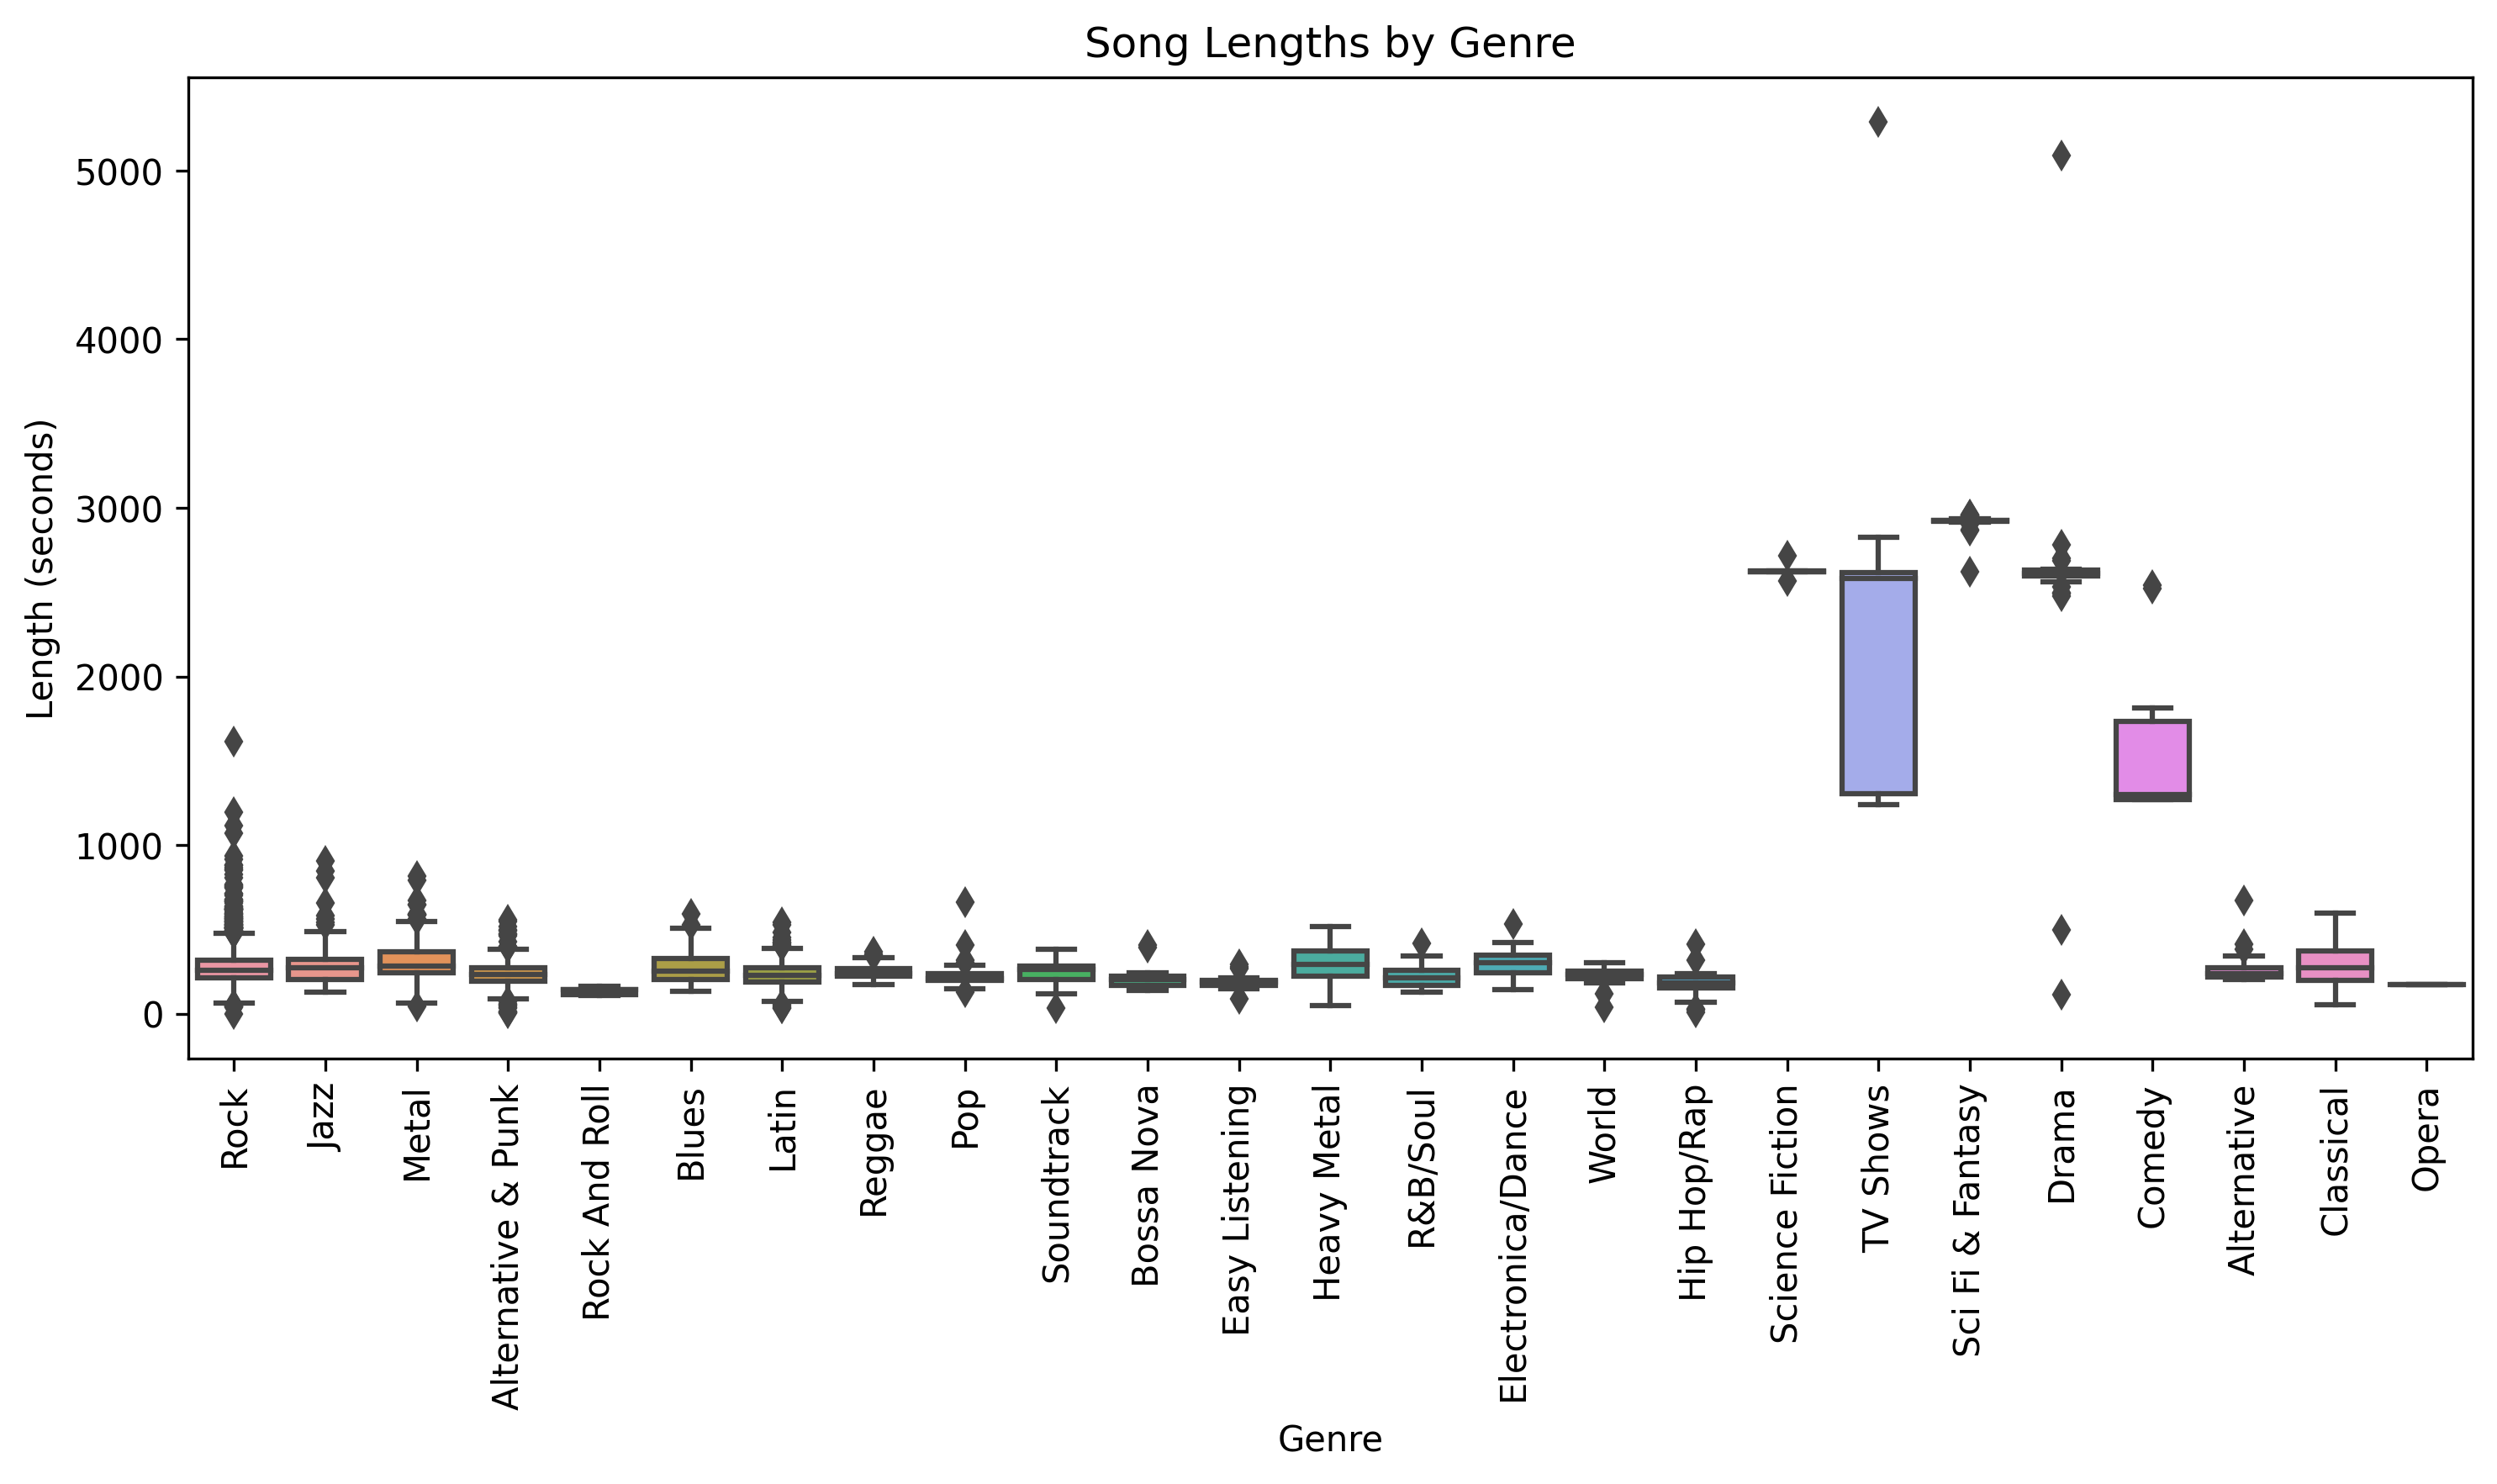 Song Lengths by Genre
Length (seconds)
5000
4000
3000
2000
1000
0
Rock
Jazz
Metal
Alternative & Punk
Rock And Roll
Blues
Latin
Reggae
Pop
Soundtrack
Bossa Nova
Easy Listening
Heavy Metal
R&B/Soul
Electronica/Dance
World
Hip Hop/Rap
Science Fiction
TV Shows
Sci Fi & Fantasy
Drama
Comedy
Alternative
Classical
Opera
Genre